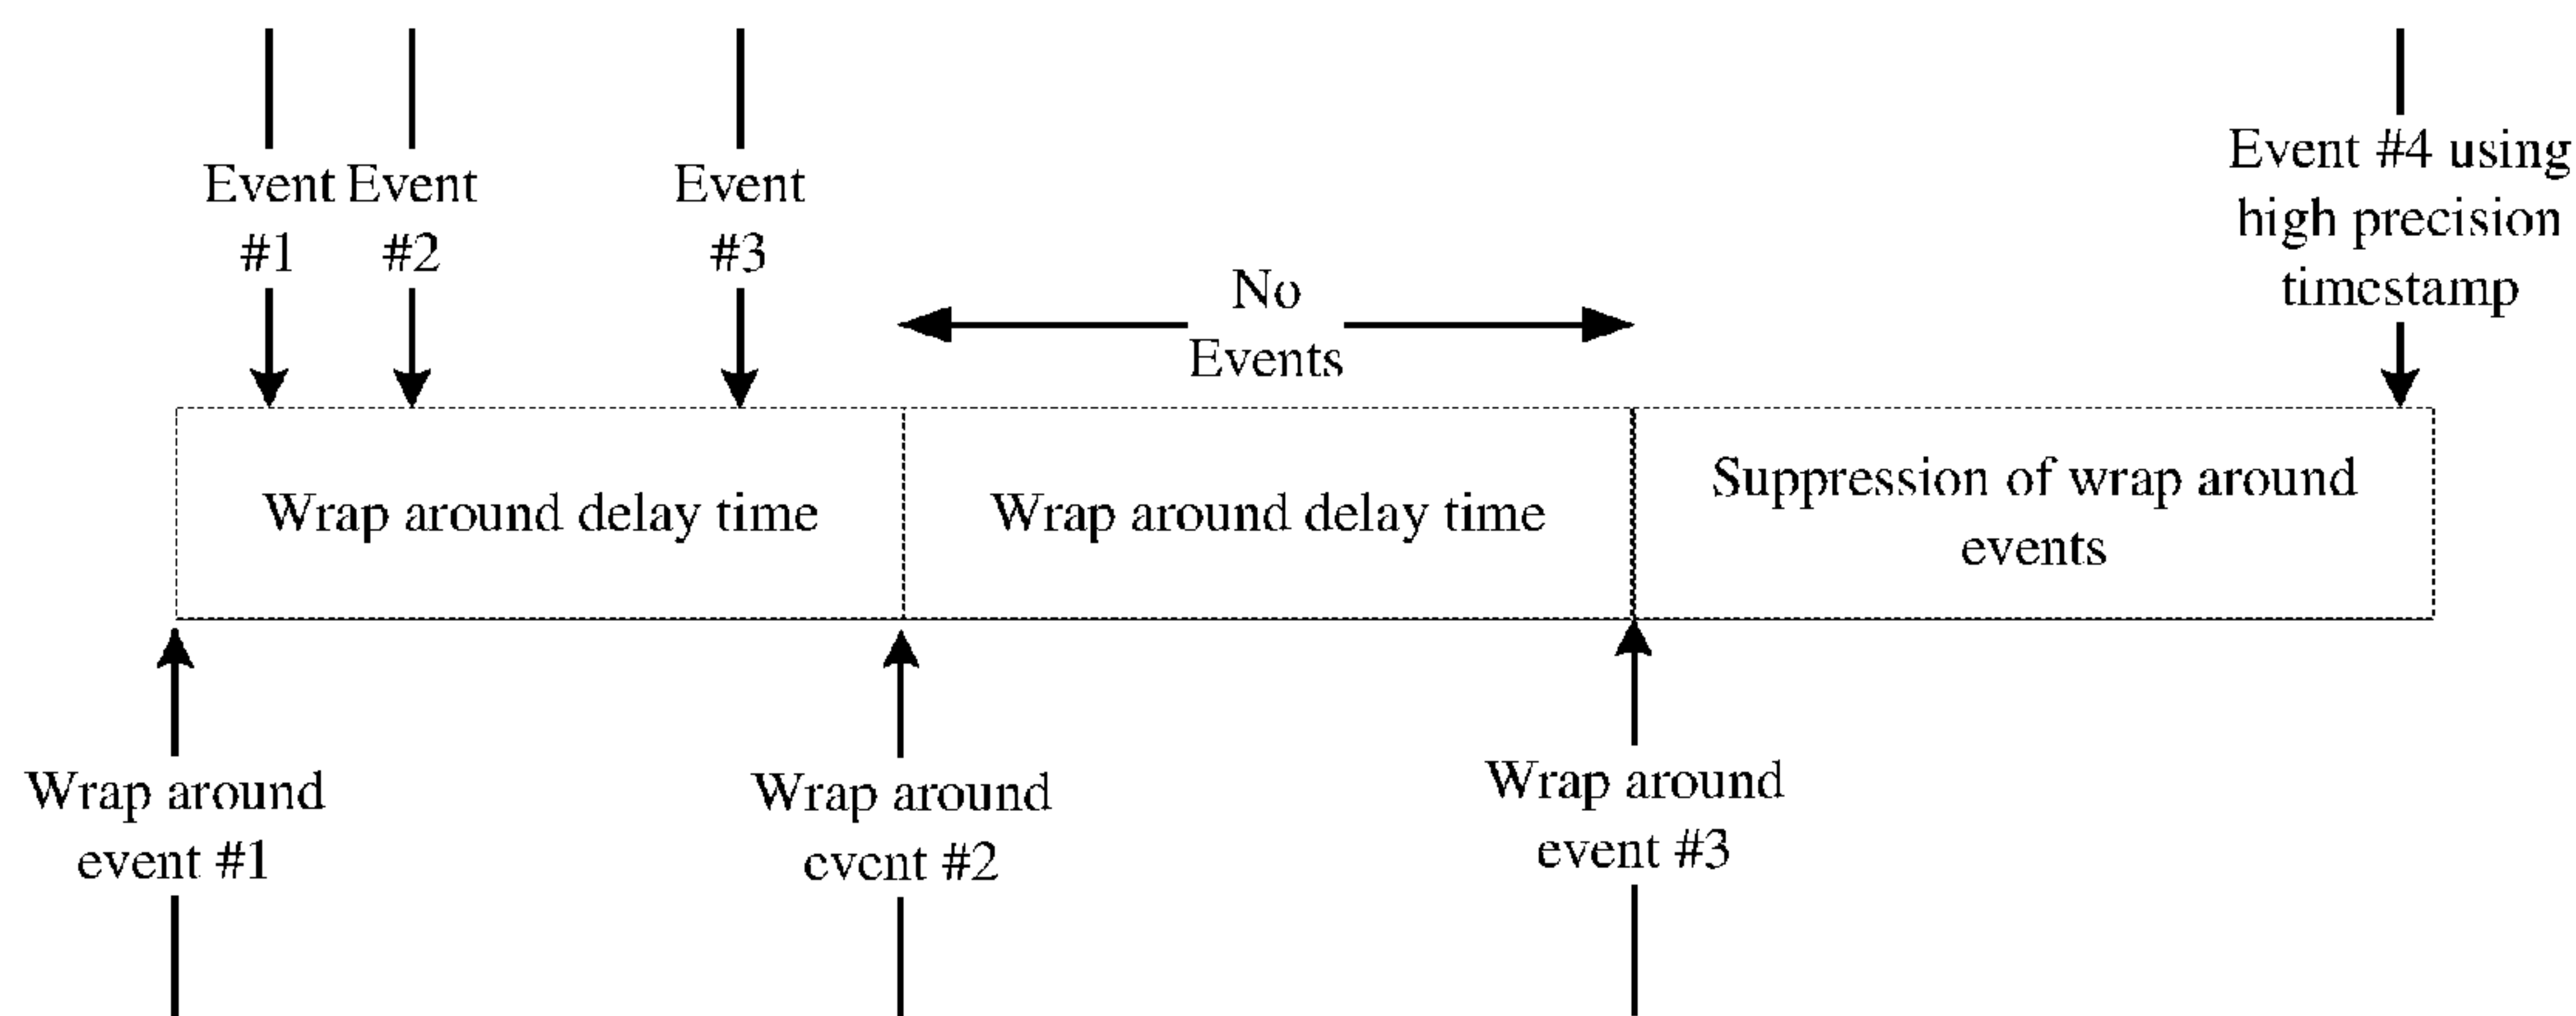 Event #4 using
high precision
timestamp
Event
#1
Event
#2
Event
#3
No
Events
Wrap around delay time
Wrap around delay time
Suppression of wrap around
events
Wrap around
event #1
Wrap around
event #2
Wrap around
event #3